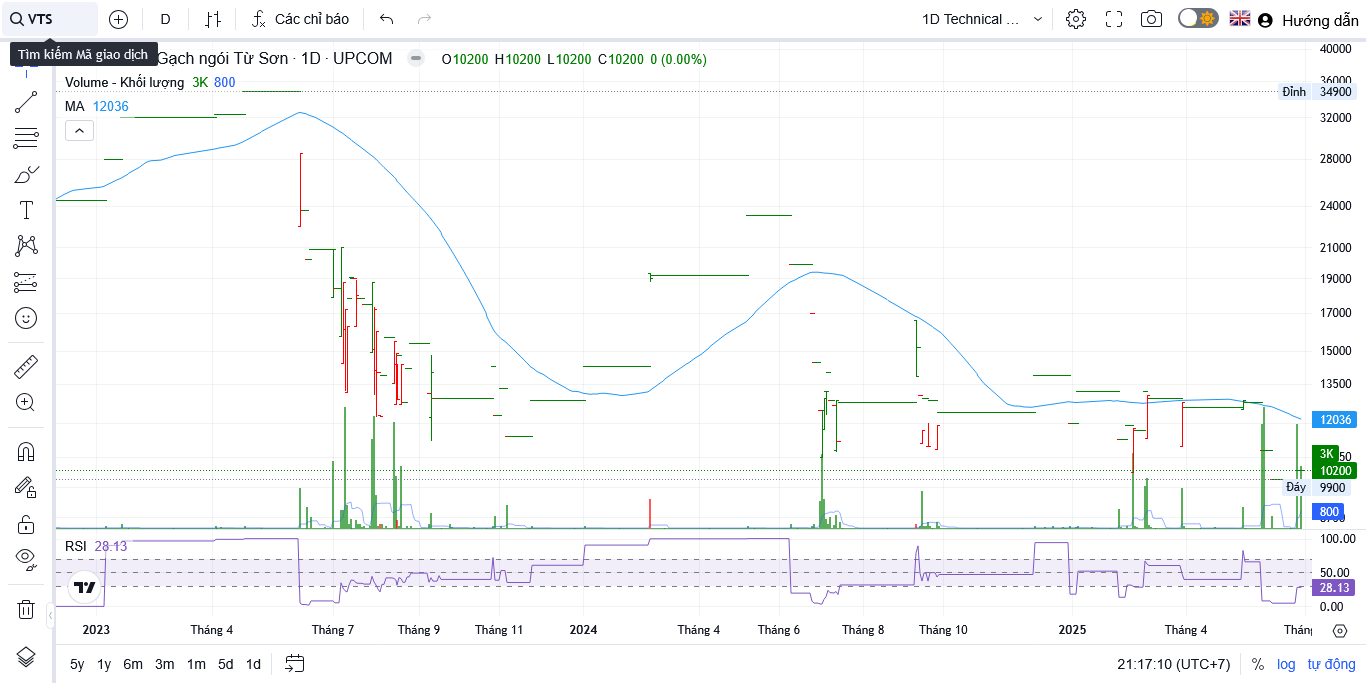 VTS
D
Các chỉ báo
1D Technical ...
Hướng dẫn
Tìm kiếm Mã giao dịch
Gạch ngói Từ Sơn · 1D · UPCOM
O10200 H10200 L10200 C10200 0 (0.00%)
Volume - Khối lượng 3K 800
MA 12036
40000
36000
Đỉnh 34900
32000
28000
24000
21000
19000
17000
15000
13500
12036
3K
10200
Đáy 9900
800
RSI 28.13
100.00
50.00
28.13
0.00
2023 Tháng 4 Tháng 7 Tháng 9 Tháng 11 2024 Tháng 4 Tháng 6 Tháng 8 Tháng 10 2025 Tháng 4
5y 1y 6m 3m 1m 5d 1d
21:17:10 (UTC+7) % log tự động